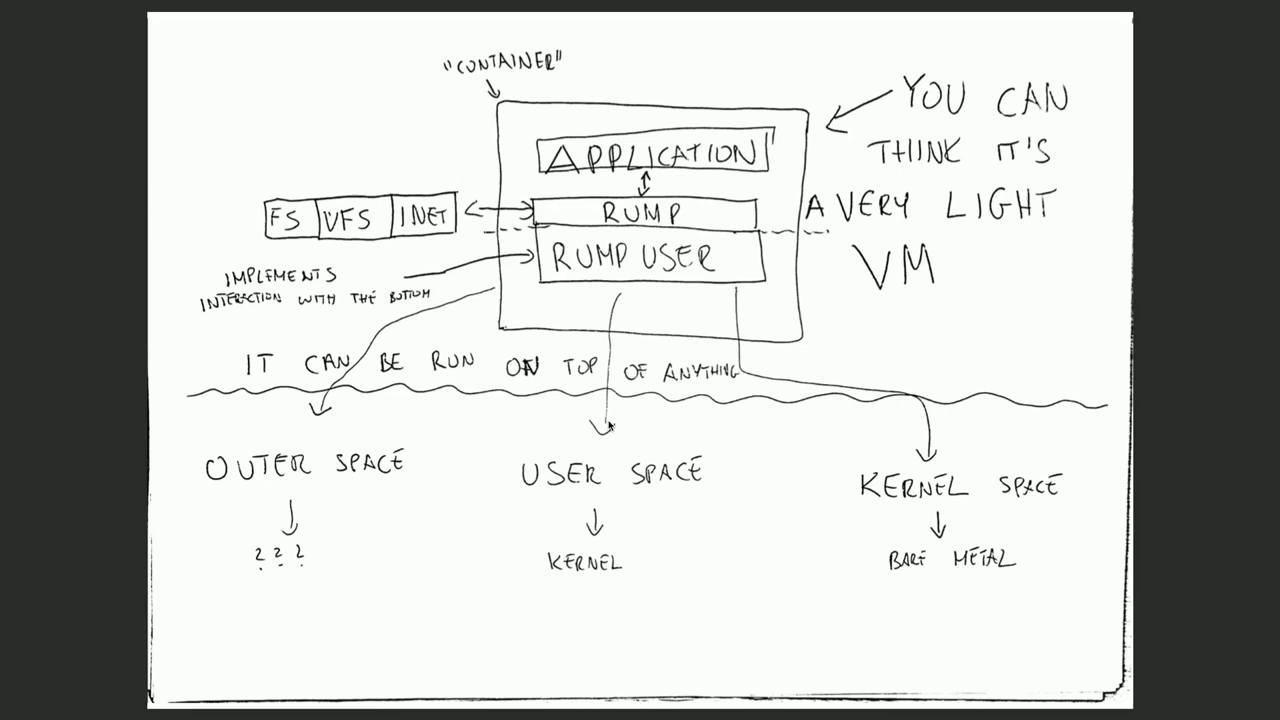 "CONTAINER"
YOU CAN
THINK IT'S
A VERY LIGHT
VM
APPLICATION
RUMP
FS VFS INET
RUMP USER
IMPLEMENTS
INTERACTION WITH THE BOTTOM
IT CAN BE RUN ON TOP OF ANYTHING
OUTER SPACE
USER SPACE
KERNEL SPACE
???
KERNEL
BARE METAL